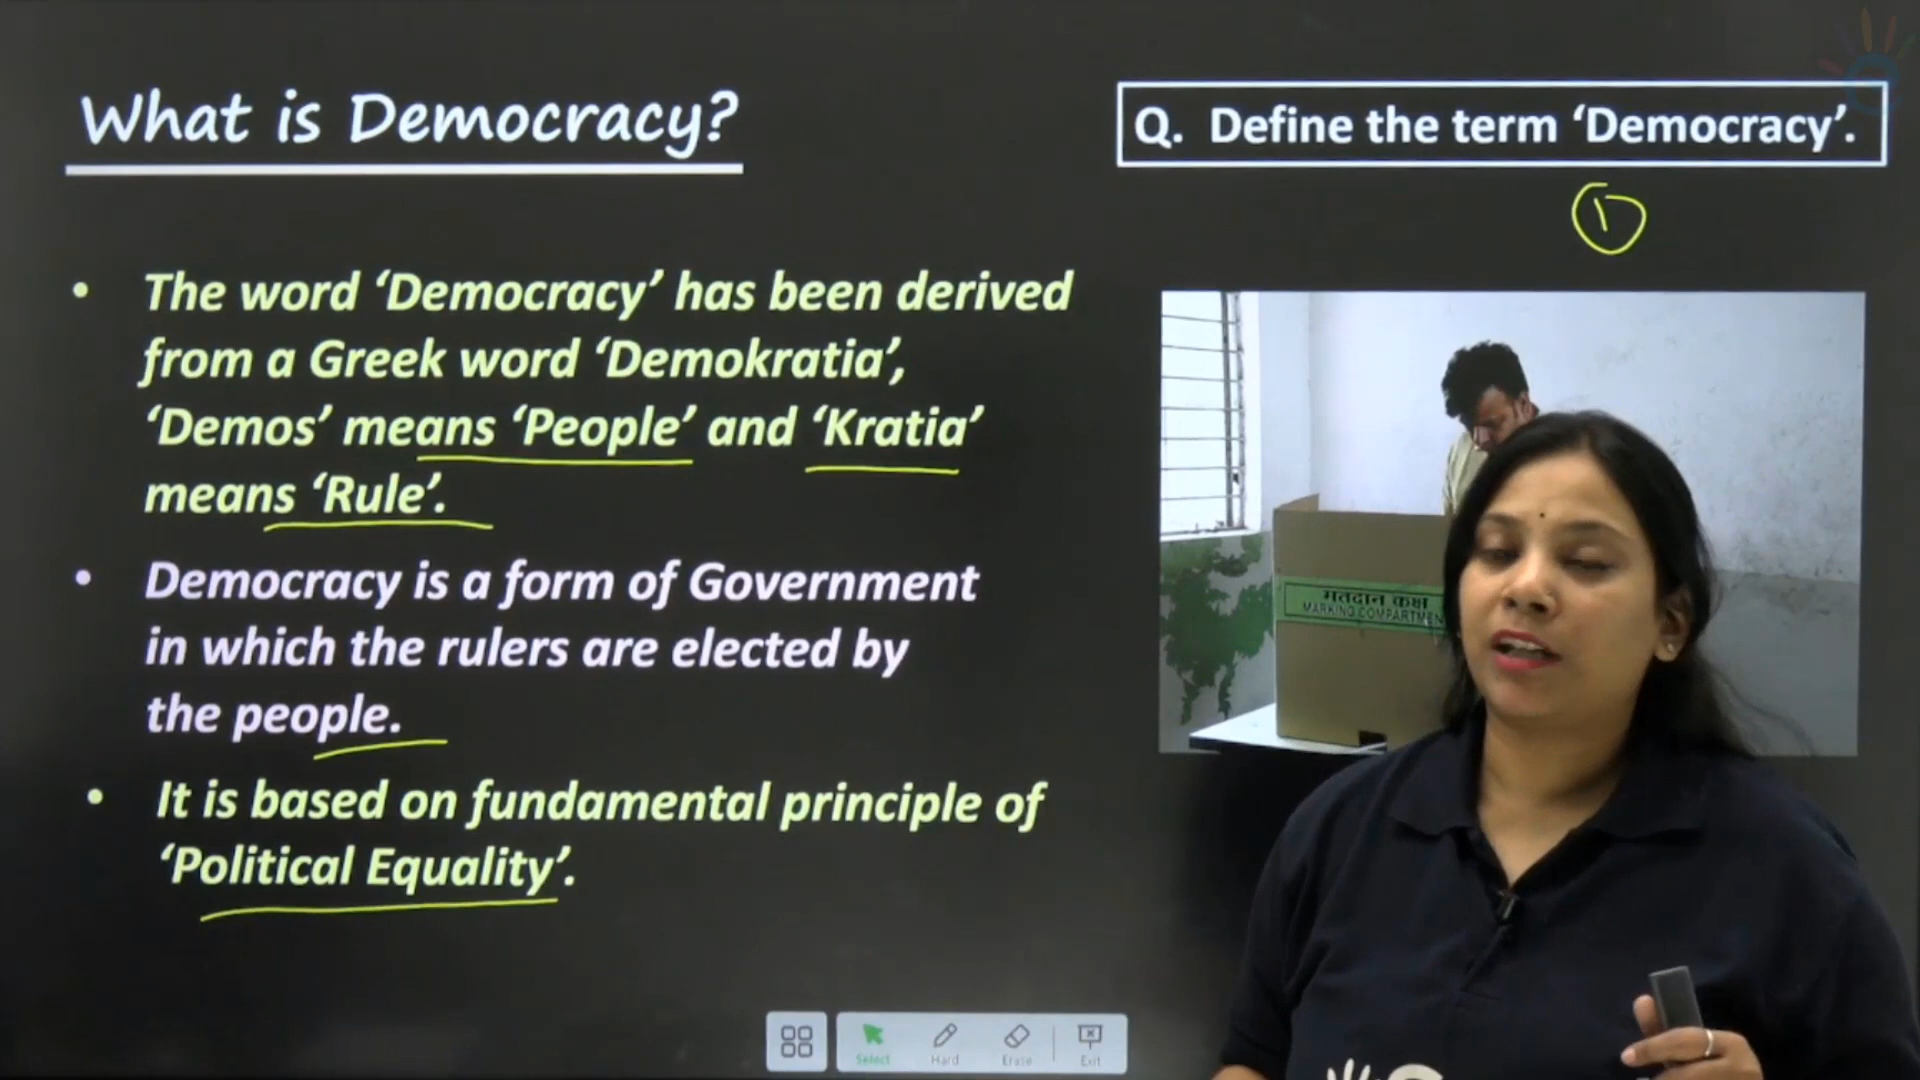 What is Democracy?
Q. Define the term ‘Democracy’.
1
• The word ‘Democracy’ has been derived
from a Greek word ‘Demokratia’,
‘Demos’ means ‘People’ and ‘Kratia’
means ‘Rule’.
• Democracy is a form of Government
in which the rulers are elected by
the people.
• It is based on fundamental principle of
‘Political Equality’.
मतदान कक्ष
MARKING COMPARTMEN
Select
Hard
Erase
Exit